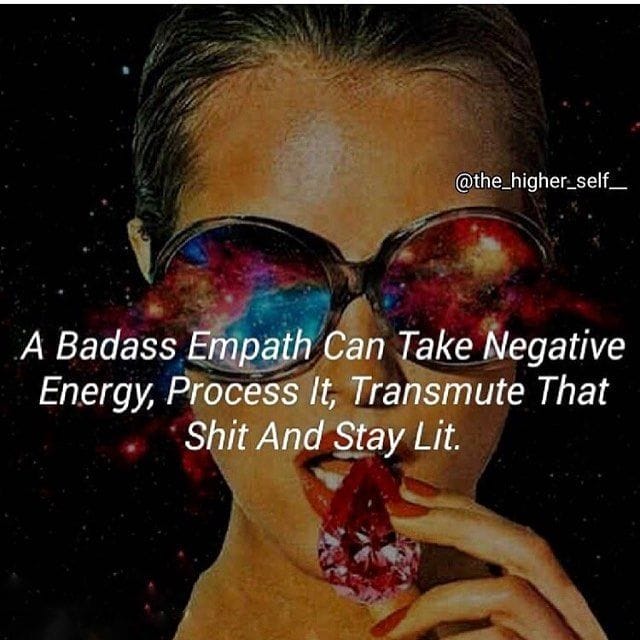 @the_higher_self__
A Badass Empath Can Take Negative
Energy, Process It, Transmute That
Shit And Stay Lit.